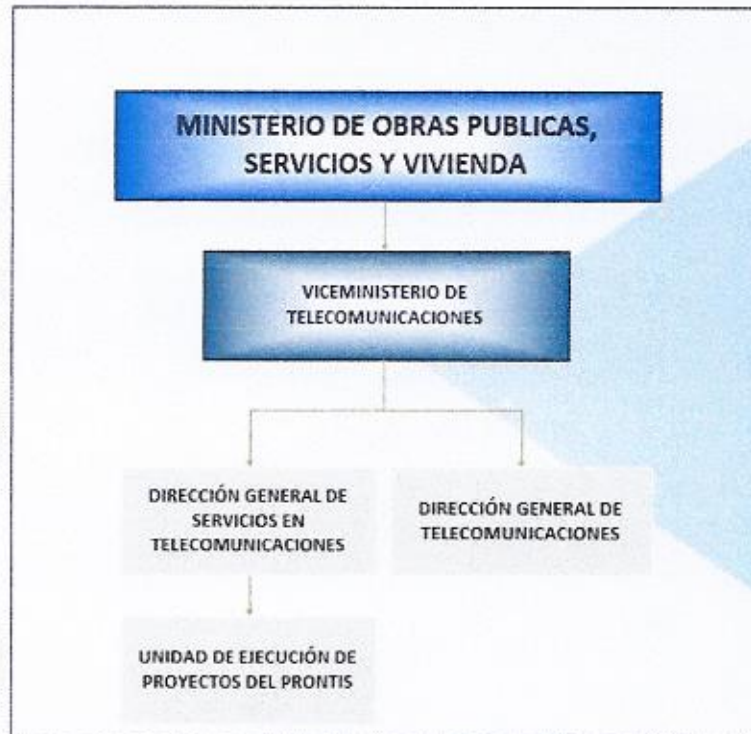 MINISTERIO DE OBRAS PUBLICAS,
SERVICIOS Y VIVIENDA
VICEMINISTERIO DE
TELECOMUNICACIONES
DIRECCIÓN GENERAL DE
SERVICIOS EN
TELECOMUNICACIONES
DIRECCIÓN GENERAL DE
TELECOMUNICACIONES
UNIDAD DE EJECUCIÓN DE
PROYECTOS DEL PRONTIS